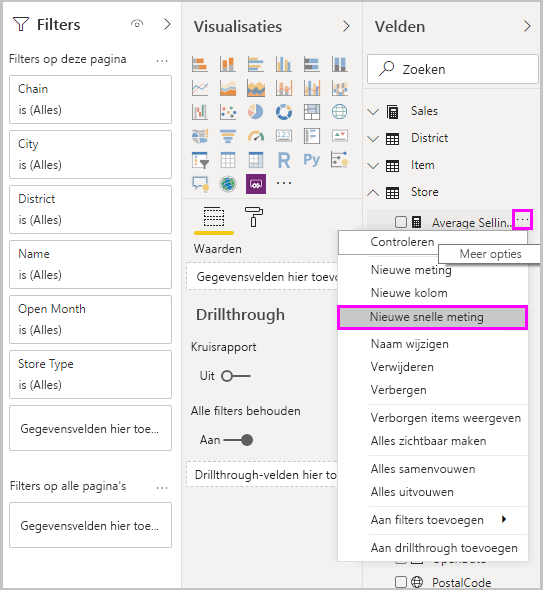 Filters
Filters op deze pagina ...
Chain
is (Alles)
City
is (Alles)
District
is (Alles)
Name
is (Alles)
Open Month
is (Alles)
Store Type
is (Alles)
Gegevensvelden hier toe...
Filters op alle pagina's ...
Gegevensvelden hier toe...
Visualisaties
123
R
Py
...
Waarden
Gegevensvelden hier toevo
Drillthrough
Kruisrapport
Uit
Alle filters behouden
Aan
Drillthrough-velden hier to
Velden
Zoeken
Sales
District
Item
Store
Average Sellin... ...
Controleren
Meer opties
Nieuwe meting
Nieuwe kolom
Nieuwe snelle meting
Naam wijzigen
Verwijderen
Verbergen
Verborgen items weergeven
Alles zichtbaar maken
Alles samenvouwen
Alles uitvouwen
Aan filters toevoegen
Aan drillthrough toevoegen
PostalCode